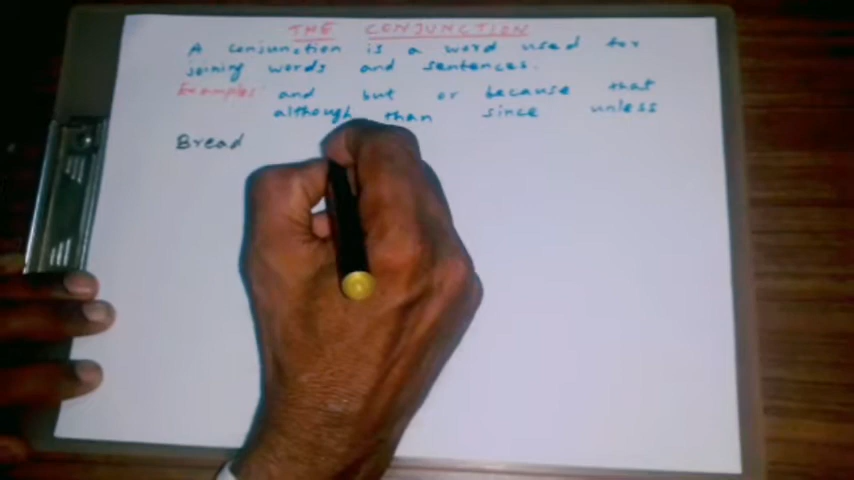 THE CONJUNCTION
A conjunction is a word used for
joining words and sentences.
Examples: and but or because that
although than since unless
Bread